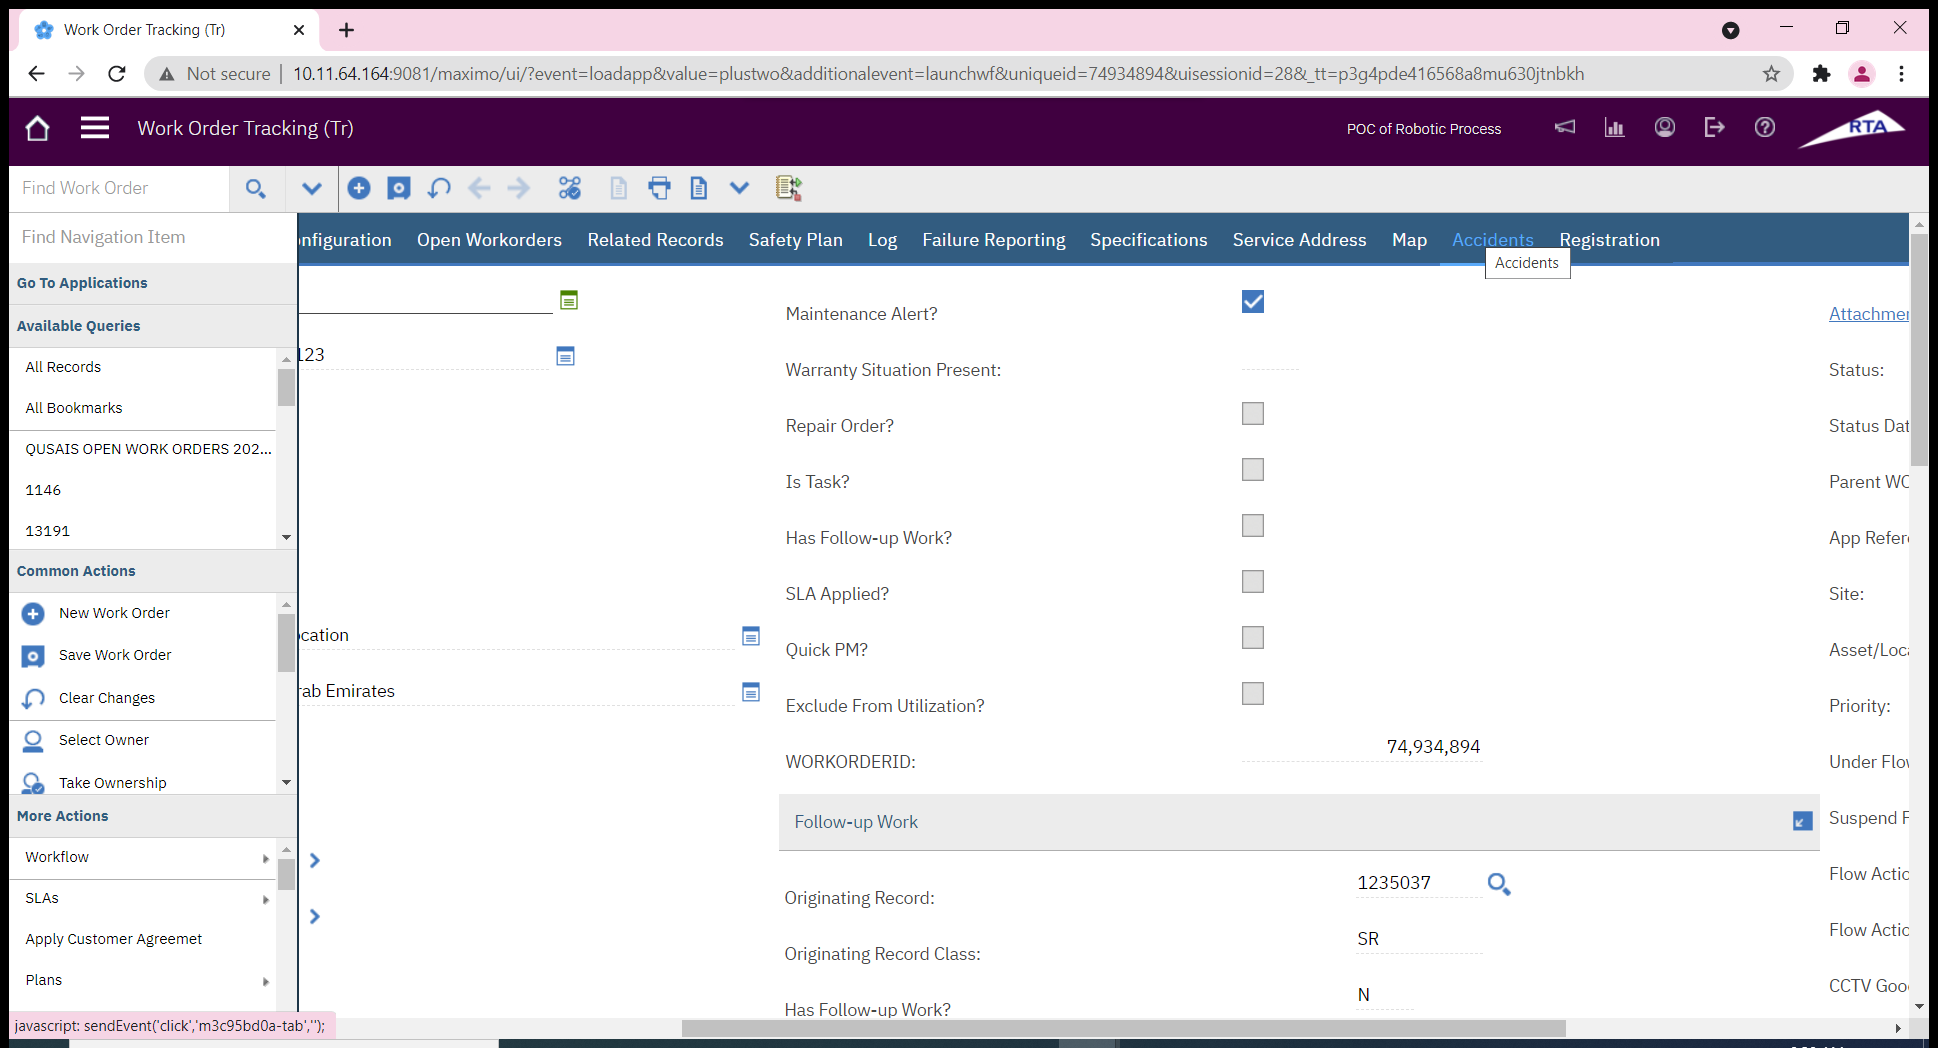 Work Order Tracking (Tr)
Not secure | 10.11.64.164:9081/maximo/ui/?event=loadapp&value=plustwo&additionalevent=launchwf&uniqueid=74934894&uisessionid=28&_tt=p3g4pde416568a8mu630jtnbkh
Work Order Tracking (Tr)
POC of Robotic Process
RTA
Find Work Order
Find Navigation Item
nfiguration Open Workorders Related Records Safety Plan Log Failure Reporting Specifications Service Address Map Accidents Registration
Accidents
Go To Applications
Available Queries
All Records
All Bookmarks
QUSAIS OPEN WORK ORDERS 202...
1146
13191
Common Actions
New Work Order
Save Work Order
Clear Changes
Select Owner
Take Ownership
More Actions
Workflow
SLAs
Apply Customer Agreemet
Plans
javascript: sendEvent('click','m3c95bd0a-tab','');
123
ocation
rab Emirates
Maintenance Alert?
Warranty Situation Present:
Repair Order?
Is Task?
Has Follow-up Work?
SLA Applied?
Quick PM?
Exclude From Utilization?
WORKORDERID: 74,934,894
Follow-up Work
Originating Record: 1235037
Originating Record Class: SR
Has Follow-up Work? N
Attachmen
Status:
Status Dat
Parent WO
App Refere
Site:
Asset/Loca
Priority:
Under Flow
Suspend F
Flow Actio
Flow Actio
CCTV Good